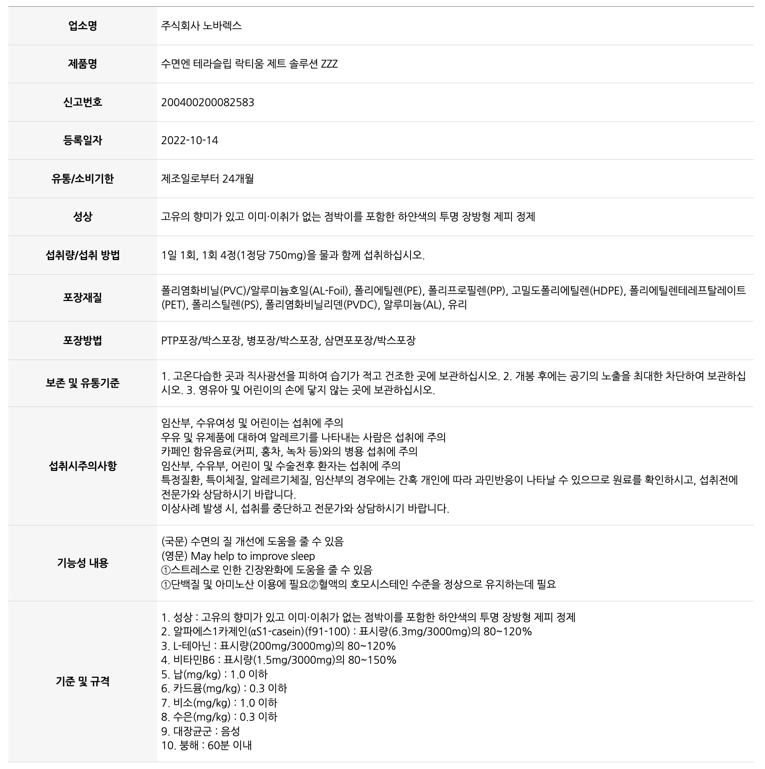 업소명
주식회사 노바렉스
제품명
수면엔 테라슬립 락티움 제트 솔루션 ZZZ
신고번호
200400200082583
등록일자
2022-10-14
유통/소비기한
제조일로부터 24개월
성상
고유의 향미가 있고 이미·이취가 없는 점박이를 포함한 하얀색의 투명 장방형 제피 정제
섭취량/섭취 방법
1일 1회, 1회 4정(1정당 750mg)을 물과 함께 섭취하십시오.
포장재질
폴리염화비닐(PVC)/알루미늄호일(AL-Foil), 폴리에틸렌(PE), 폴리프로필렌(PP), 고밀도폴리에틸렌(HDPE), 폴리에틸렌테레프탈레이트
(PET), 폴리스틸렌(PS), 폴리염화비닐리덴(PVDC), 알루미늄(AL), 유리
포장방법
PTP포장/박스포장, 병포장/박스포장, 삼면포포장/박스포장
보존 및 유통기준
1. 고온다습한 곳과 직사광선을 피하여 습기가 적고 건조한 곳에 보관하십시오. 2. 개봉 후에는 공기의 노출을 최대한 차단하여 보관하십
시오. 3. 영유아 및 어린이의 손에 닿지 않는 곳에 보관하십시오.
섭취시주의사항
임산부, 수유여성 및 어린이는 섭취에 주의
우유 및 유제품에 대하여 알레르기를 나타내는 사람은 섭취에 주의
카페인 함유음료(커피, 홍차, 녹차 등)와의 병용 섭취에 주의
임산부, 수유부, 어린이 및 수술전후 환자는 섭취에 주의
특정질환, 특이체질, 알레르기체질, 임산부의 경우에는 간혹 개인에 따라 과민반응이 나타날 수 있으므로 원료를 확인하시고, 섭취전에
전문가와 상담하시기 바랍니다.
이상사례 발생 시, 섭취를 중단하고 전문가와 상담하시기 바랍니다.
기능성 내용
(국문) 수면의 질 개선에 도움을 줄 수 있음
(영문) May help to improve sleep
①스트레스로 인한 긴장완화에 도움을 줄 수 있음
①단백질 및 아미노산 이용에 필요②혈액의 호모시스테인 수준을 정상으로 유지하는데 필요
기준 및 규격
1. 성상 : 고유의 향미가 있고 이미·이취가 없는 점박이를 포함한 하얀색의 투명 장방형 제피 정제
2. 알파에스1카제인(αS1-casein)(f91-100) : 표시량(6.3mg/3000mg)의 80~120%
3. L-테아닌 : 표시량(200mg/3000mg)의 80~120%
4. 비타민B6 : 표시량(1.5mg/3000mg)의 80~150%
5. 납(mg/kg) : 1.0 이하
6. 카드뮴(mg/kg) : 0.3 이하
7. 비소(mg/kg) : 1.0 이하
8. 수은(mg/kg) : 0.3 이하
9. 대장균군 : 음성
10. 붕해 : 60분 이내